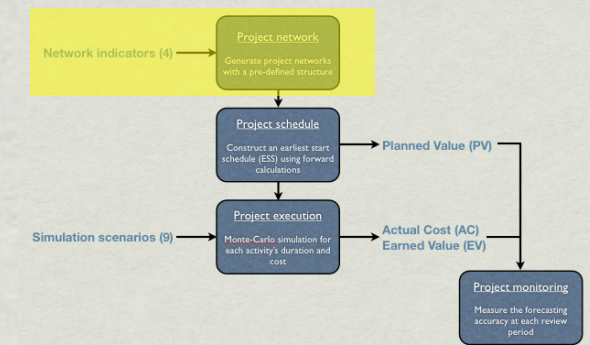 Project network
Network indicators (4)
Generate project networks
with a pre-defined structure
Project schedule
Construct an earliest start
schedule (ESS) using forward
calculations
Planned Value (PV)
Project execution
Simulation scenarios (9)
Monte-Carlo simulation for
each activity's duration and
cost
Actual Cost (AC)
Earned Value (EV)
Project monitoring
Measure the forecasting
accuracy at each review
period